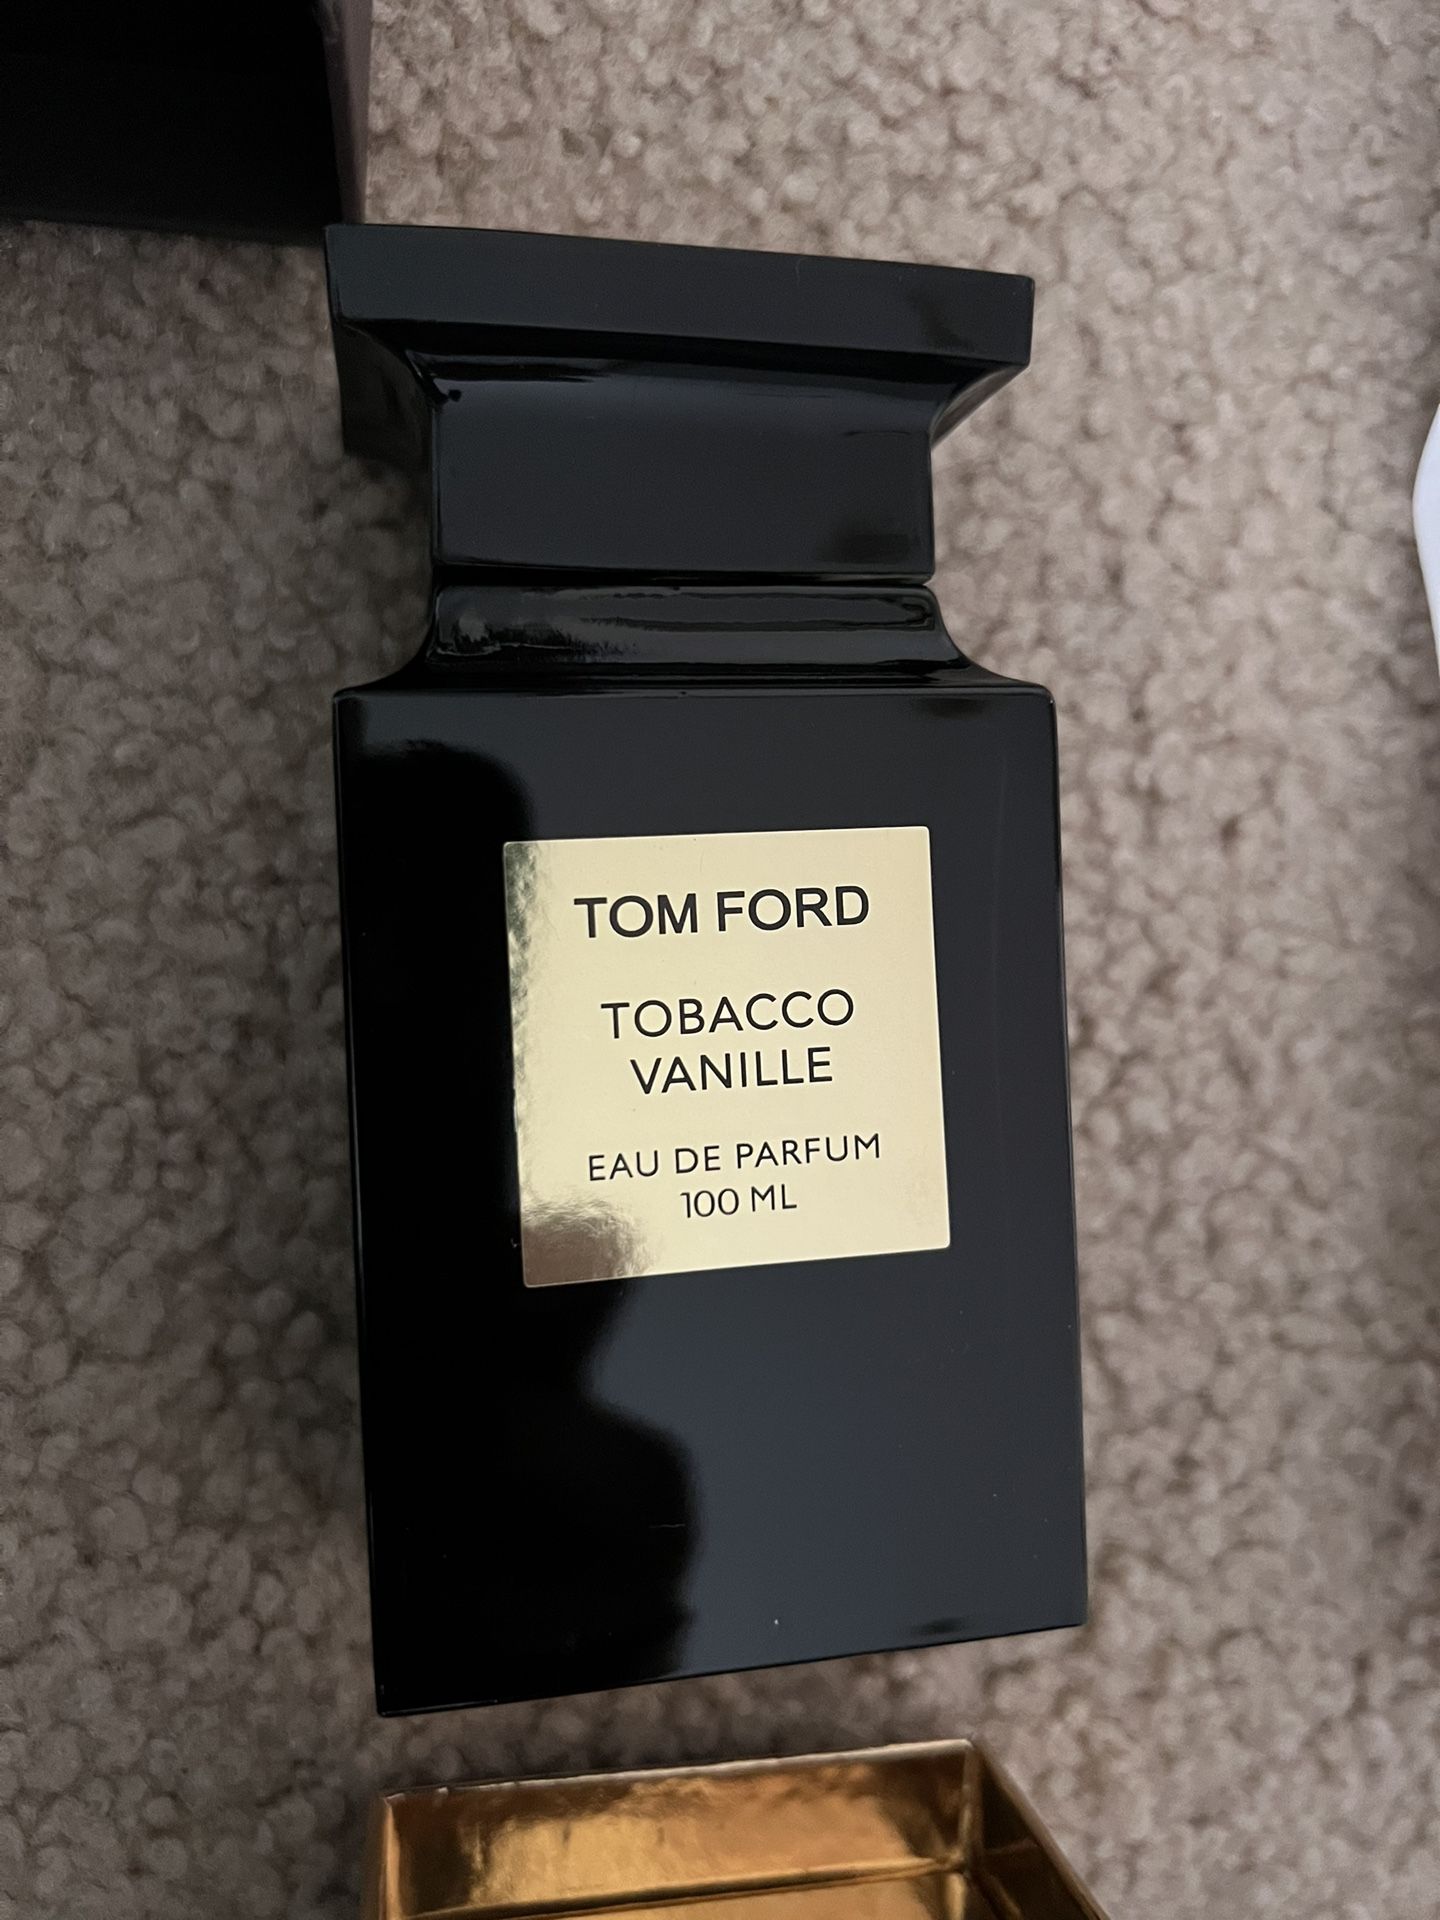 TOM FORD
TOBACCO
VANILLE
EAU DE PARFUM
100 ML